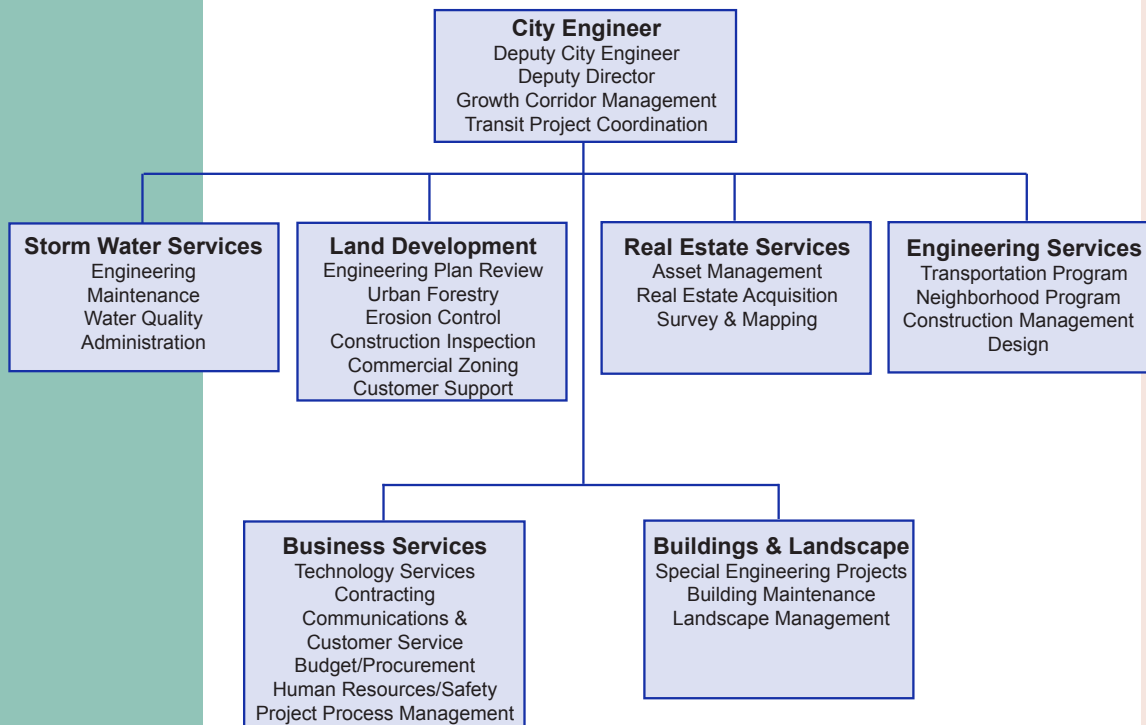 City Engineer
Deputy City Engineer
Deputy Director
Growth Corridor Management
Transit Project Coordination
Storm Water Services
Engineering
Maintenance
Water Quality
Administration
Land Development
Engineering Plan Review
Urban Forestry
Erosion Control
Construction Inspection
Commercial Zoning
Customer Support
Real Estate Services
Asset Management
Real Estate Acquisition
Survey & Mapping
Engineering Services
Transportation Program
Neighborhood Program
Construction Management
Design
Business Services
Technology Services
Contracting
Communications &
Customer Service
Budget/Procurement
Human Resources/Safety
Project Process Management
Buildings & Landscape
Special Engineering Projects
Building Maintenance
Landscape Management